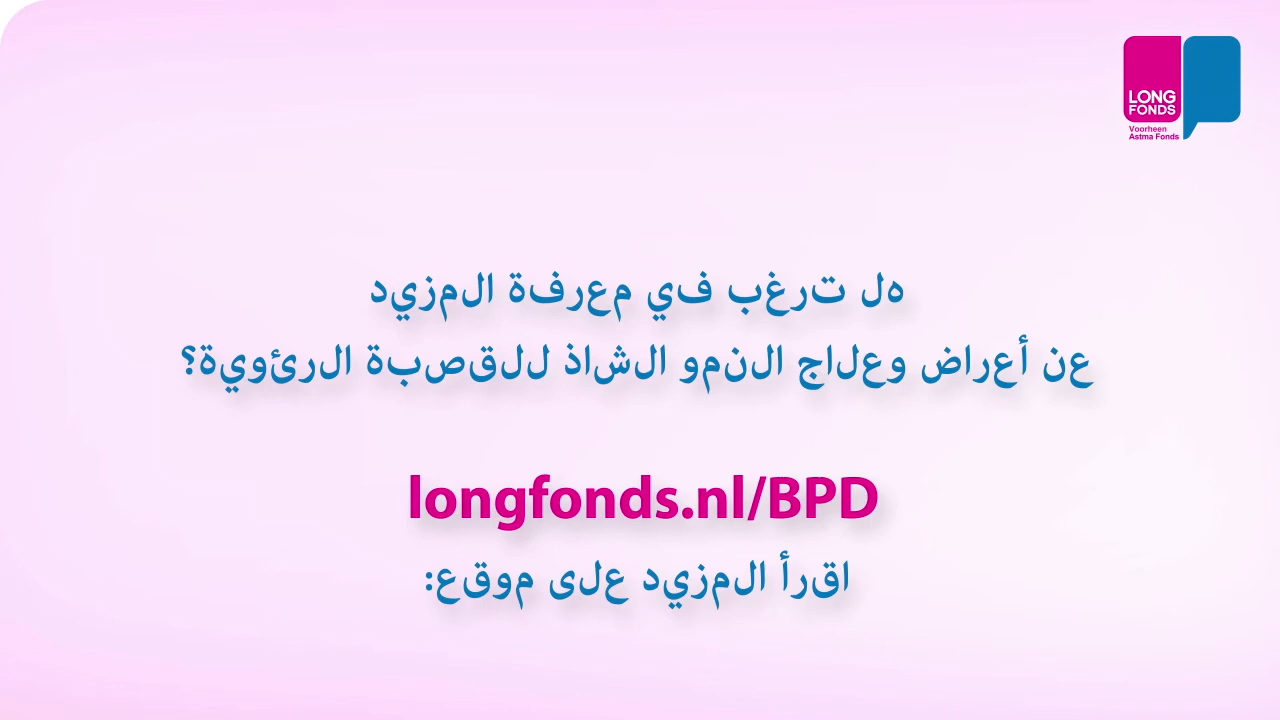 LONG
FONDS
Voorheen
Astma Fonds
هل ترغب في معرفة المزيد
عن أعراض وعلاج النمو الشاذ للقصبة الرئوية؟
longfonds.nl/BPD
اقرأ المزيد على موقع: